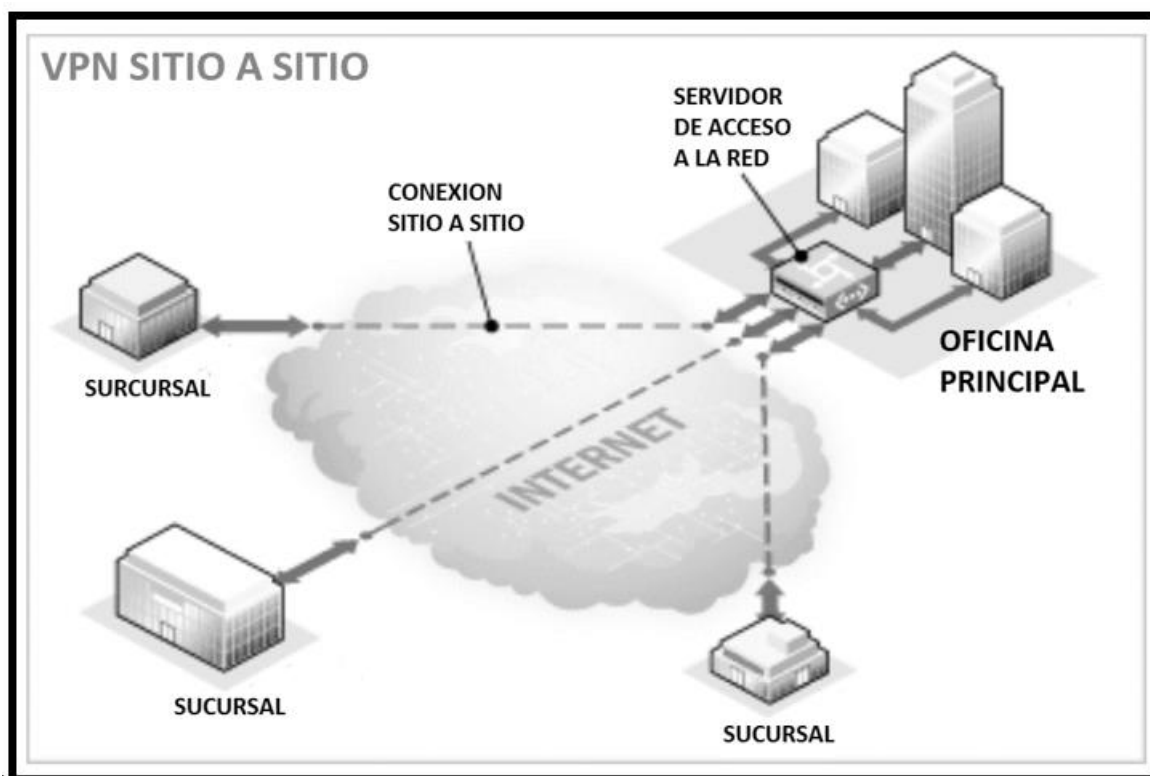 VPN SITIO A SITIO
SERVIDOR
DE ACCESO
A LA RED
CONEXION
SITIO A SITIO
OFICINA
PRINCIPAL
SURCURSAL
INTERNET
SUCURSAL
SUCURSAL